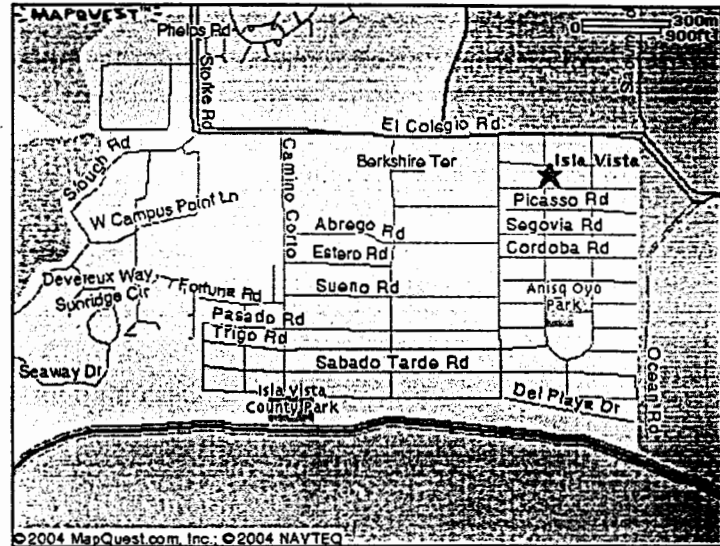 MAPQUEST
Phelps Rd
Storke Rd
0 300m
900ft
El Colegio Rd
Slough Rd
Camino Corto
Berkshire Ter
Isla Vista
W Campus Point Ln
Picasso Rd
Abrego Rd
Segovia Rd
Estero Rd
Cordoba Rd
Devereux Way
Fortuna Rd
Sueno Rd
Anisq Oyo
Park
Sunridge Cir
Pasado Rd
Trigo Rd
Sabado Tarde Rd
Seaway Dr
Isla Vista
County Park
Del Playa Dr
Ocean Rd
©2004 MapQuest.com, Inc.; ©2004 NAVTEQ